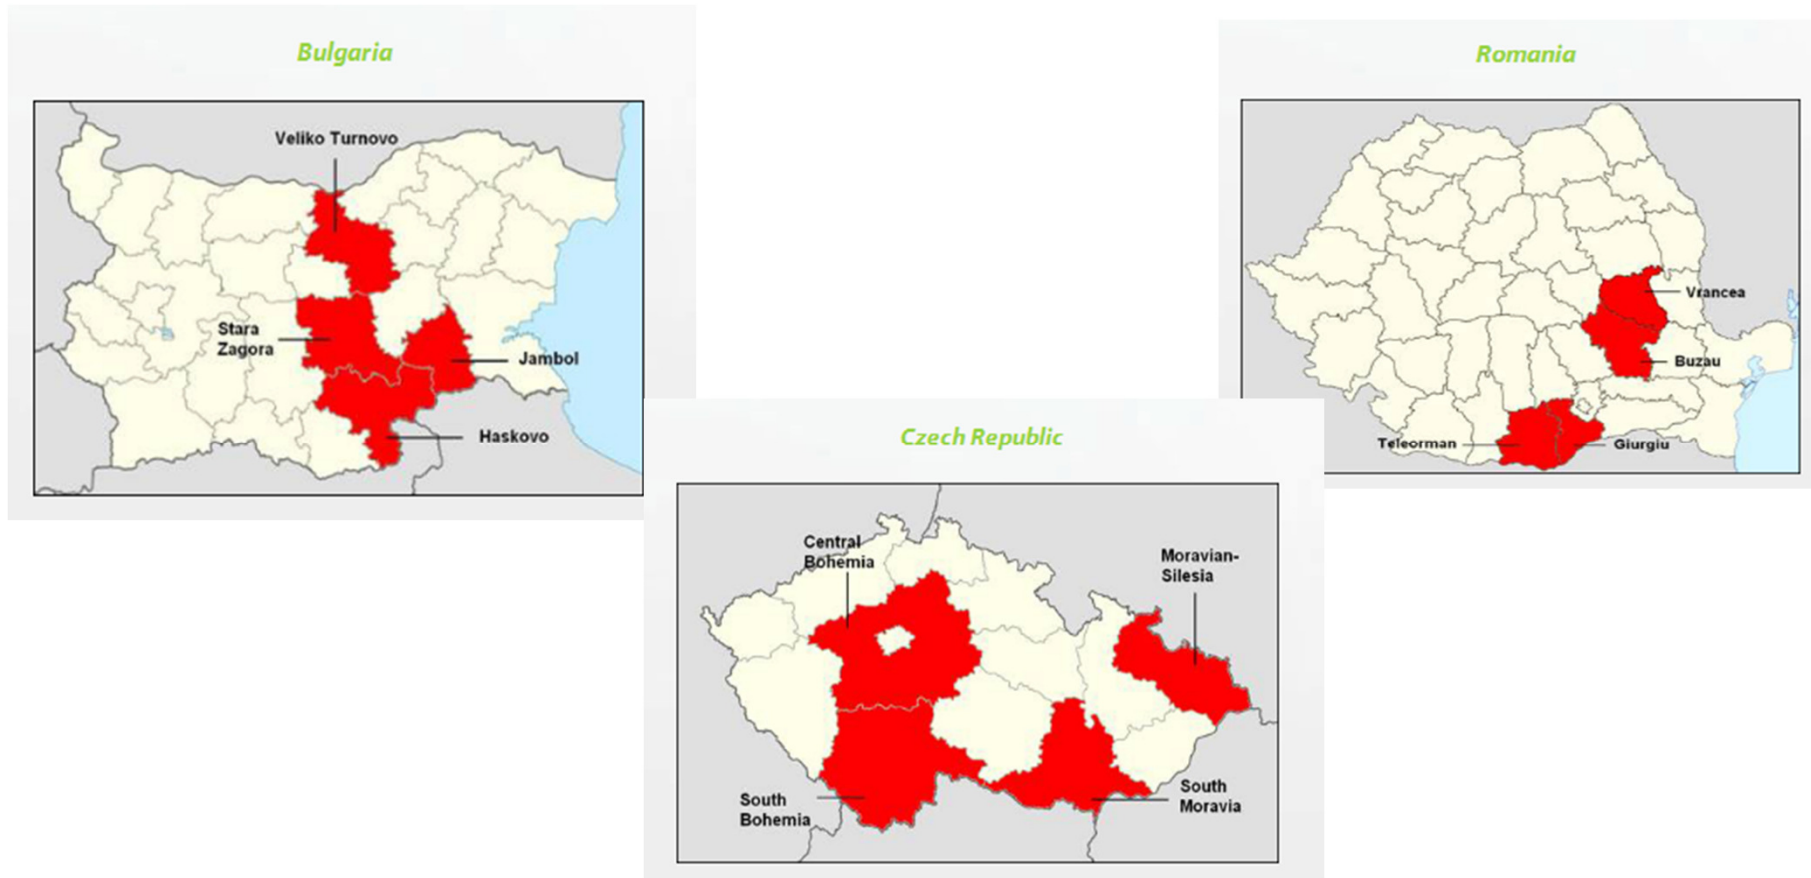 Bulgaria
Veliko Turnovo
Stara
Zagora
Jambol
Haskovo
Romania
Vrancea
Buzau
Teleorman
Giurgiu
Czech Republic
Central
Bohemia
Moravian-
Silesia
South
Bohemia
South
Moravia